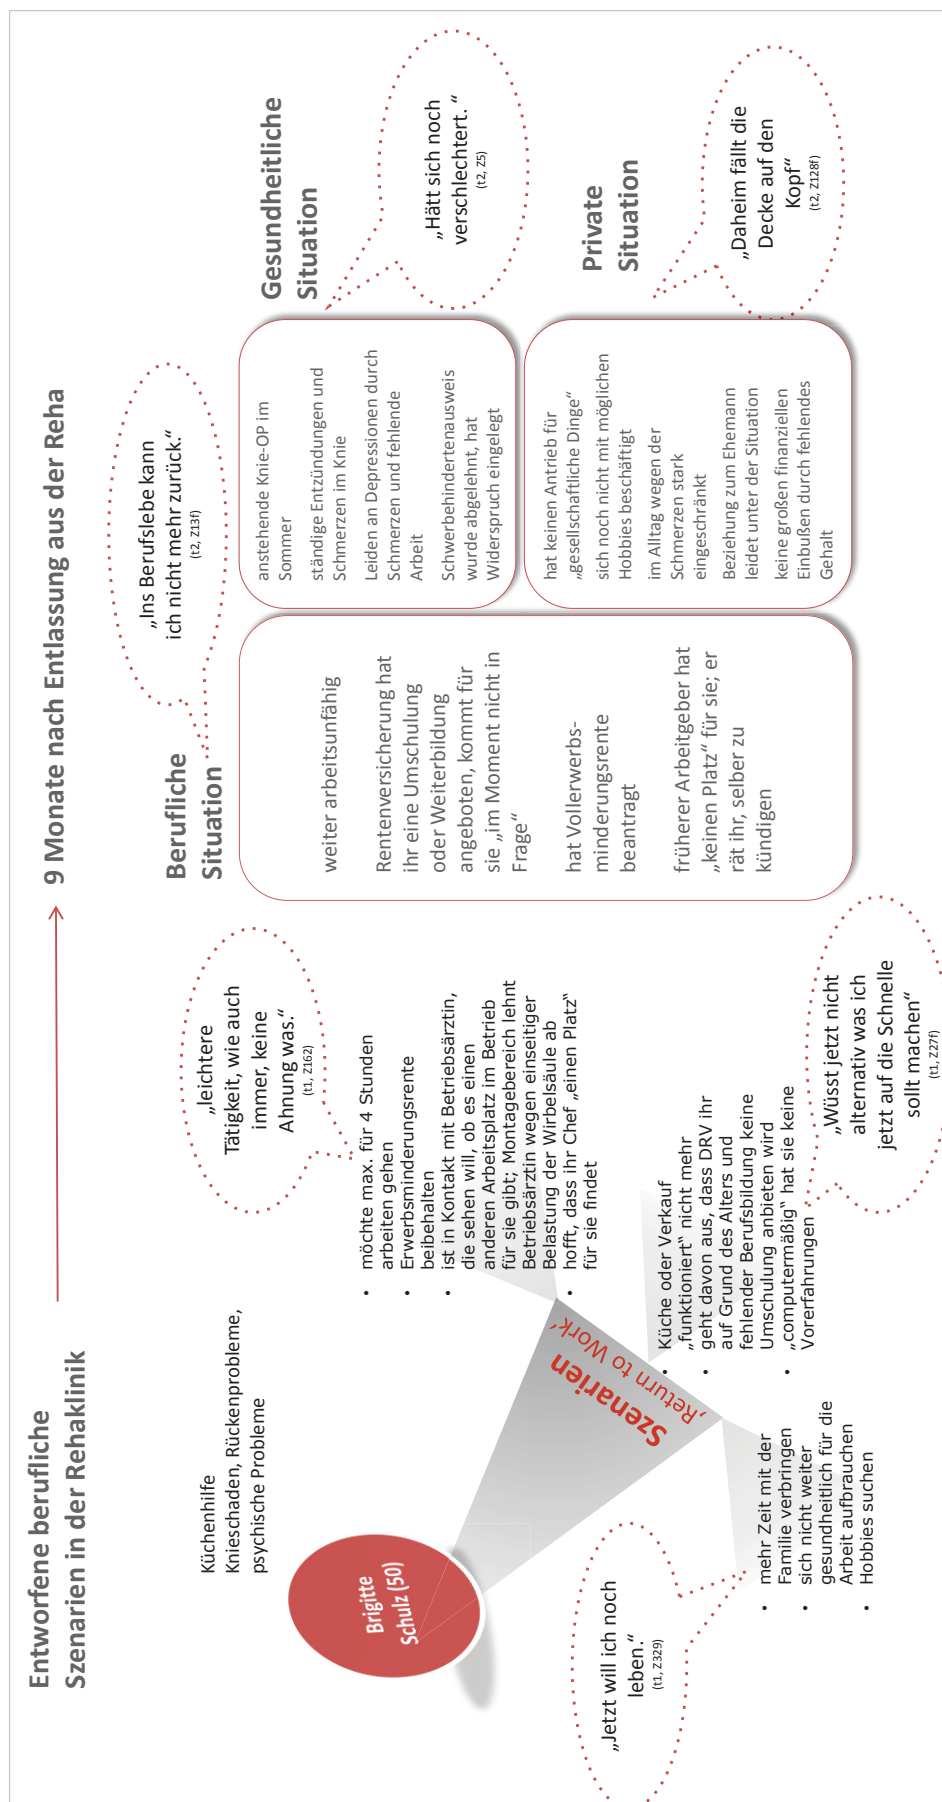 Entworfene berufliche
Szenarien in der Rehaklinik
9 Monate nach Entlassung aus der Reha
Küchenhilfe
Knieschaden, Rückenprobleme,
psychische Probleme
Brigitte
Schulz (50)
Szenarien
‚Return to Work‘
„leichtere
Tätigkeit, wie auch
immer, keine
Ahnung was.“
(t1, Z162)
• möchte max. für 4 Stunden
arbeiten gehen
• Erwerbsminderungsrente
beibehalten
• ist in Kontakt mit Betriebsärztin,
die sehen will, ob es einen
anderen Arbeitsplatz im Betrieb
für sie gibt; Montagebereich lehnt
Betriebsärztin wegen einseitiger
Belastung der Wirbelsäule ab
• hofft, dass ihr Chef „einen Platz“
für sie findet
• Küche oder Verkauf
„funktioniert“ nicht mehr
• geht davon aus, dass DRV ihr
auf Grund des Alters und
fehlender Berufsbildung keine
Umschulung anbieten wird
• „computermäßig“ hat sie keine
Vorerfahrungen
„Wüsst jetzt nicht
alternativ was ich
jetzt auf die Schnelle
sollt machen“
(t1, Z27f)
„Jetzt will ich noch
leben.“
(t1, Z329)
• mehr Zeit mit der
Familie verbringen
• sich nicht weiter
gesundheitlich für die
Arbeit aufbrauchen
• Hobbies suchen
Berufliche
Situation
„Ins Berufslebe kann
ich nicht mehr zurück.“
(t2, Z13f)
weiter arbeitsunfähig
Rentenversicherung hat
ihr eine Umschulung
oder Weiterbildung
angeboten, kommt für
sie „im Moment nicht in
Frage“
hat Vollerwerbs-
minderungsrente
beantragt
früherer Arbeitgeber hat
„keinen Platz“ für sie; er
rät ihr, selber zu
kündigen
Gesundheitliche
Situation
„Hätt sich noch
verschlechtert. “
(t2, Z5)
anstehende Knie-OP im
Sommer
ständige Entzündungen und
Schmerzen im Knie
Leiden an Depressionen durch
Schmerzen und fehlende
Arbeit
Schwerbehindertenausweis
wurde abgelehnt, hat
Widerspruch eingelegt
Private
Situation
„Daheim fällt die
Decke auf den
Kopf“
(t2, Z128f)
hat keinen Antrieb für
„gesellschaftliche Dinge“
sich noch nicht mit möglichen
Hobbies beschäftigt
im Alltag wegen der
Schmerzen stark
eingeschränkt
Beziehung zum Ehemann
leidet unter der Situation
keine großen finanziellen
Einbußen durch fehlendes
Gehalt